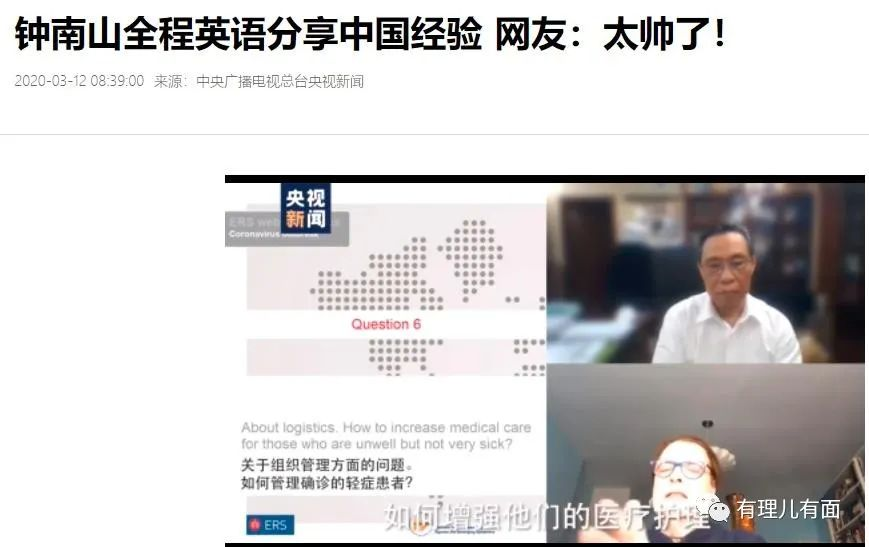 钟南山全程英语分享中国经验 网友：太帅了！
2020-03-12 08:39:00 来源：中央广播电视总台央视新闻
央视
新闻
ERS web
Coronavirus
Question 6
About logistics. How to increase medical care
for those who are unwell but not very sick?
关于组织管理方面的问题。
如何管理确诊的轻症患者?
ERS
如何增强他们的医疗护理
有理儿有面